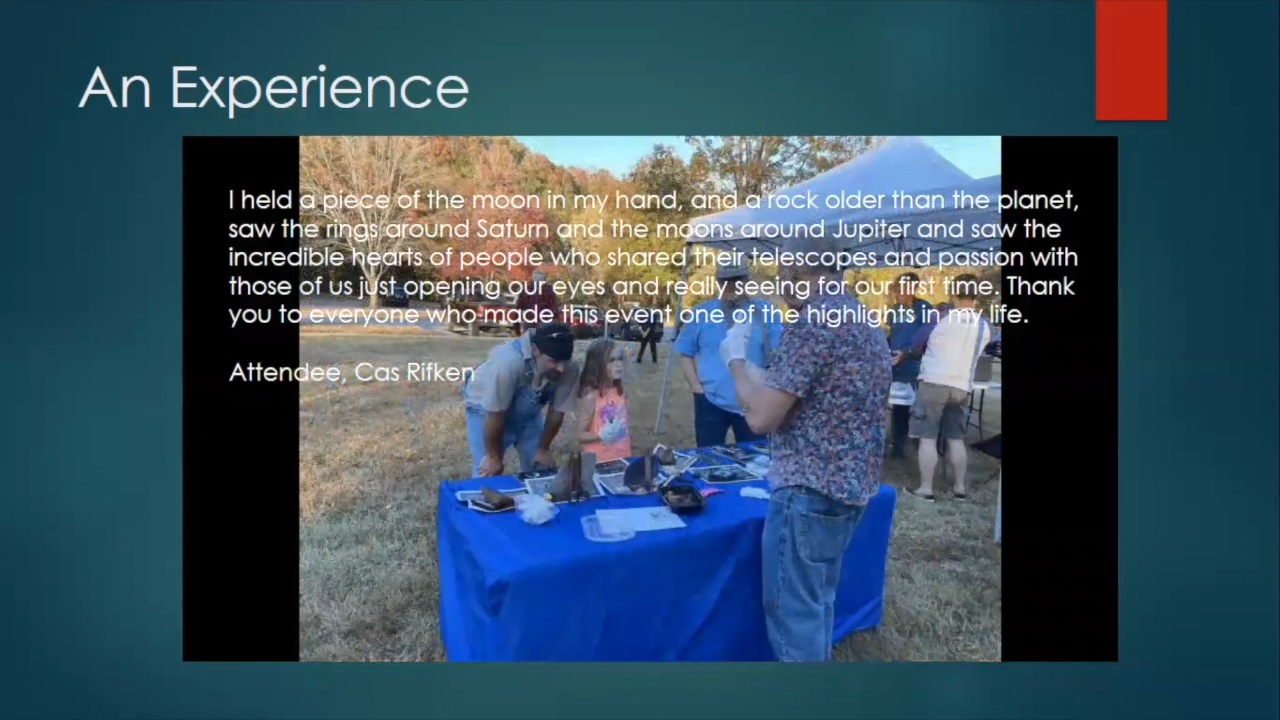 An Experience
I held a piece of the moon in my hand, and a rock older than the planet,
saw the rings around Saturn and the moons around Jupiter and saw the
incredible hearts of people who shared their telescopes and passion with
those of us just opening our eyes and really seeing for our first time. Thank
you to everyone who made this event one of the highlights in my life.
Attendee, Cas Rifken